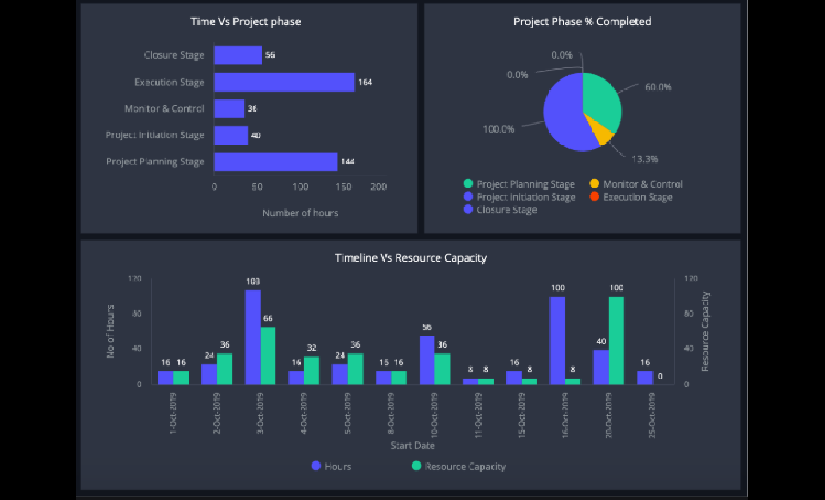 Time Vs Project phase
Closure Stage
56
Execution Stage
164
Monitor & Control
36
Project Initiation Stage
40
Project Planning Stage
144
0 50 100 150 200
Number of hours
Project Phase % Completed
0.0%
0.0%
60.0%
100.0%
13.3%
Project Planning Stage
Monitor & Control
Project Initiation Stage
Execution Stage
Closure Stage
Timeline Vs Resource Capacity
120
80
40
0
No of Hours
16 16
24 36
103 66
16 32
24 36
16 16
56 36
8 8
16 8
100 8
40 100
16 0
120
80
40
0
Resource Capacity
1-Oct-2019
2-Oct-2019
3-Oct-2019
4-Oct-2019
5-Oct-2019
8-Oct-2019
10-Oct-2019
11-Oct-2019
15-Oct-2019
16-Oct-2019
20-Oct-2019
25-Oct-2019
Start Date
Hours
Resource Capacity